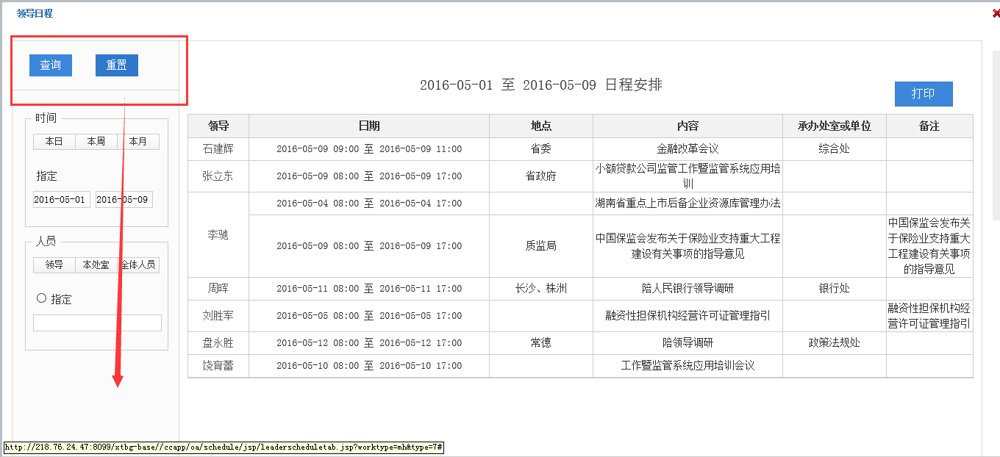 领导日程
查询 重置
2016-05-01 至 2016-05-09 日程安排
打印
时间
本日 本周 本月
指定
2016-05-01 2016-05-09
人员
领导 本处室 全体人员
指定
领导 日期 地点 内容 承办处室或单位 备注
石建辉 2016-05-09 09:00 至 2016-05-09 11:00 省委 金融改革会议 综合处
张立东 2016-05-09 08:00 至 2016-05-09 17:00 省政府 小额贷款公司监管工作暨监管系统应用培
训
李驰 2016-05-04 08:00 至 2016-05-04 17:00 湖南省重点上市后备企业资源库管理办法
2016-05-09 08:00 至 2016-05-09 17:00 质监局 中国保监会发布关于保险业支持重大工程
建设有关事项的指导意见
中国保监会发布关
于保险业支持重大
工程建设有关事项
的指导意见
周晖 2016-05-11 08:00 至 2016-05-11 17:00 长沙、株洲 陪人民银行领导调研 银行处
刘胜军 2016-05-05 08:00 至 2016-05-05 17:00 融资性担保机构经营许可证管理指引
融资性担保机构经
营许可证管理指引
盘永胜 2016-05-12 08:00 至 2016-05-12 17:00 常德 陪领导调研 政策法规处
饶育蕾 2016-05-10 08:00 至 2016-05-10 17:00 工作暨监管系统应用培训会议
http://218.76.24.47:8099/xtbg-base//ccapp/oa/schedule/jsp/leaderscheduletab.jsp?worktype=mh&type=7#